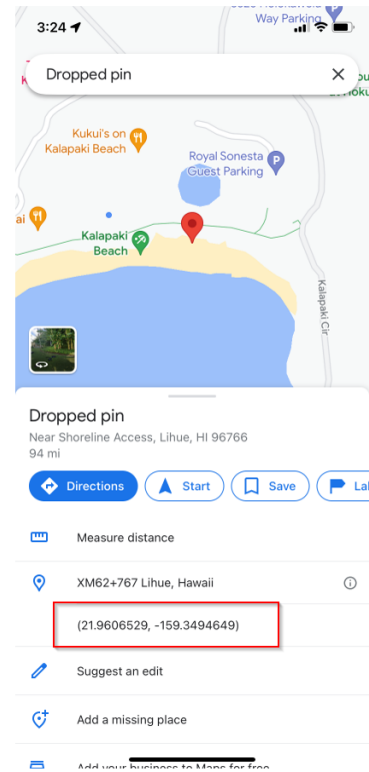 Way Parking
3:24
Dropped pin
Kukui's on
Kalapaki Beach
Royal Sonesta
Guest Parking
Kalapaki
Beach
Kalapaki Cir
Dropped pin
Near Shoreline Access, Lihue, HI 96766
94 mi
Directions
Start
Save
Measure distance
XM62+767 Lihue, Hawaii
(21.9606529, -159.3494649)
Suggest an edit
Add a missing place
Add your business to Maps for free